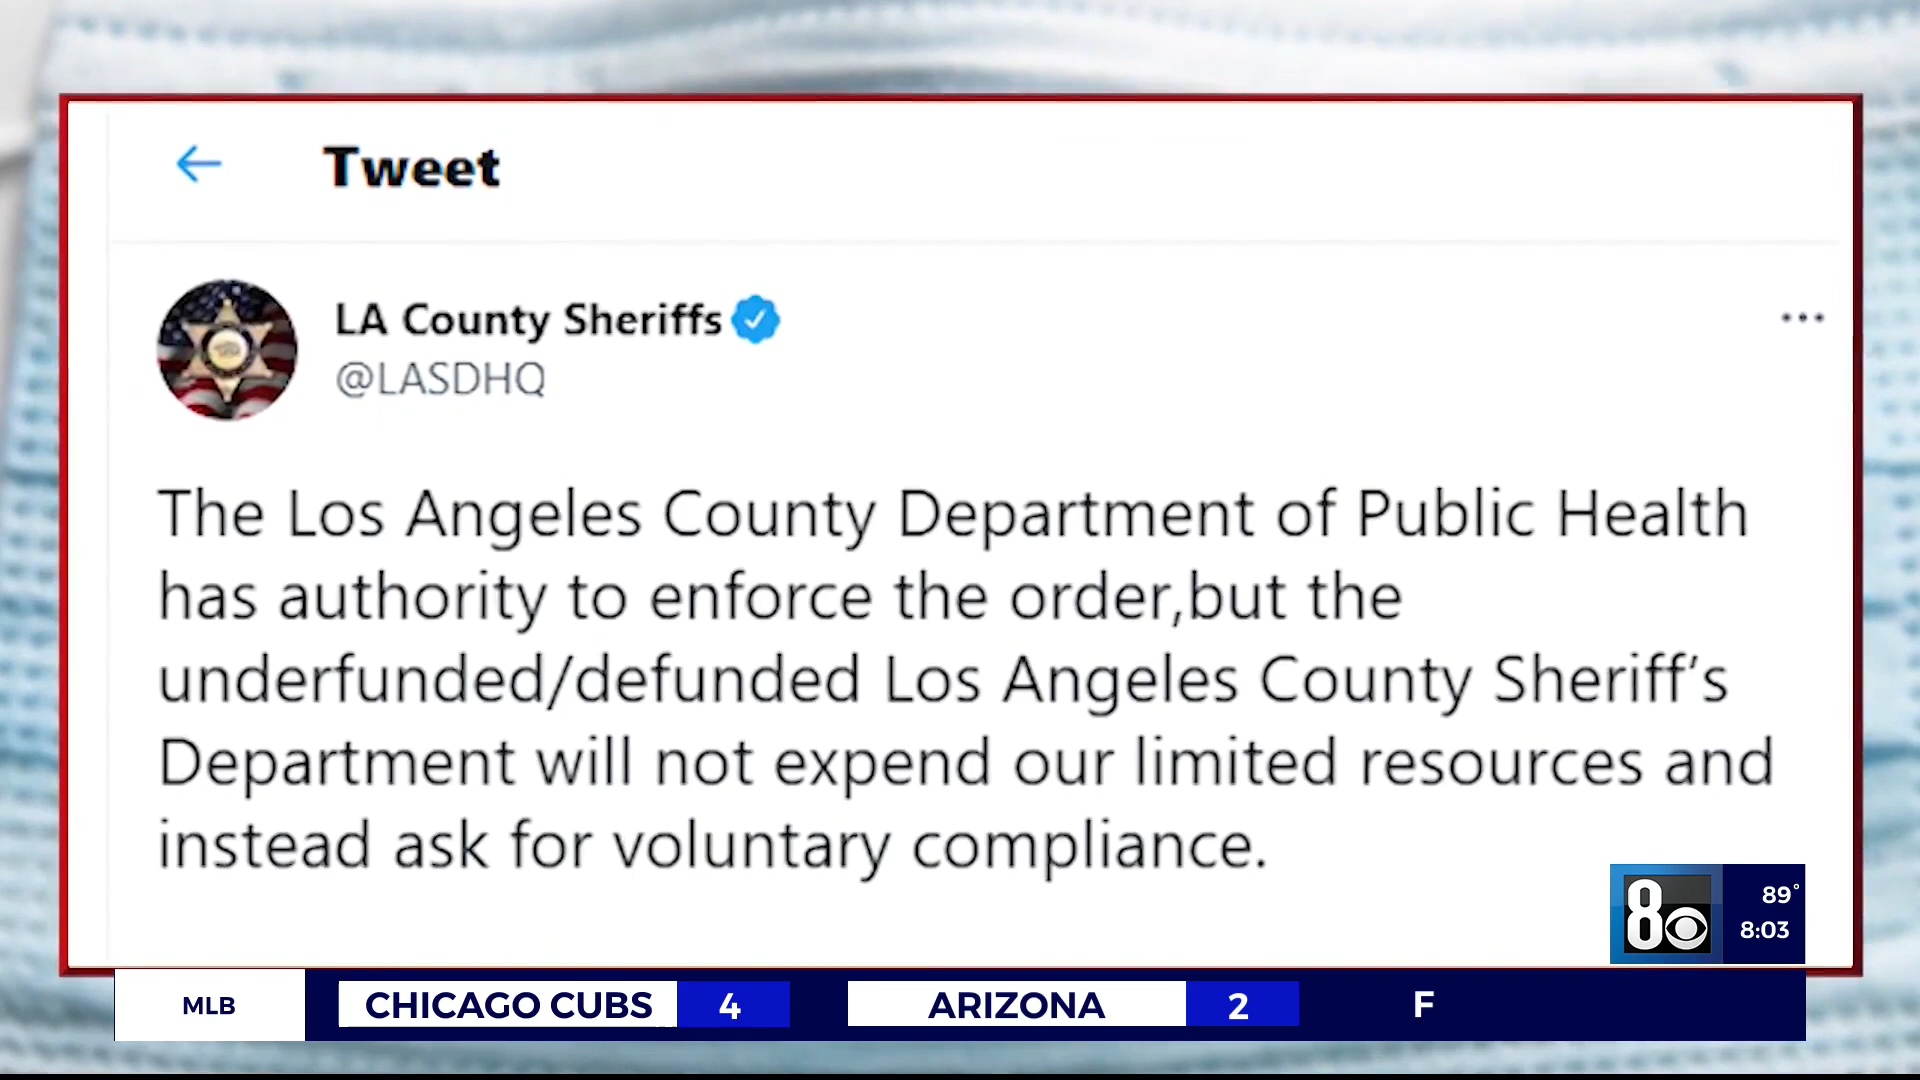 Tweet
LA County Sheriffs
@LASDHQ
The Los Angeles County Department of Public Health
has authority to enforce the order,but the
underfunded/defunded Los Angeles County Sheriff's
Department will not expend our limited resources and
instead ask for voluntary compliance.
8
89°
8:03
MLB CHICAGO CUBS 4 ARIZONA 2 F